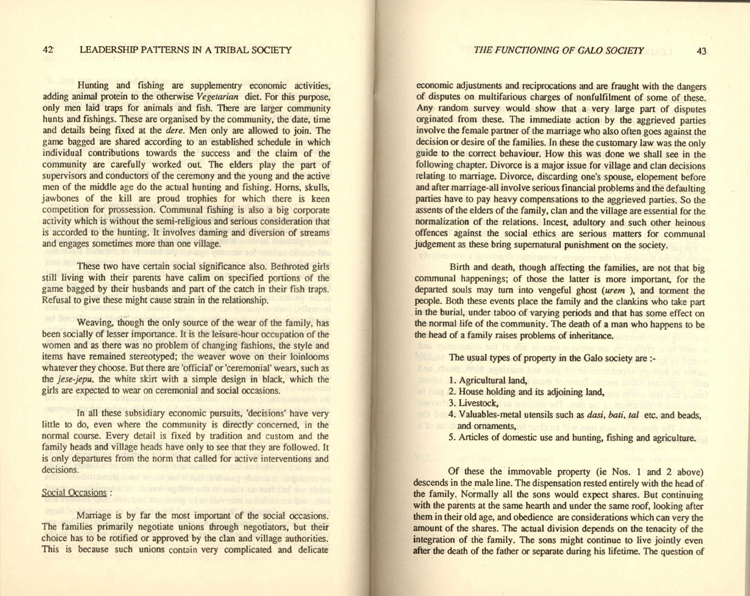 42 LEADERSHIP PATTERNS IN A TRIBAL SOCIETY
Hunting and fishing are supplementry economic activities,
adding animal protein to the otherwise Vegetarian diet. For this purpose,
only men laid traps for animals and fish. There are larger community
hunts and fishings. These are organised by the community, the date, time
and details being fixed at the dere. Men only are allowed to join. The
game bagged are shared according to an established schedule in which
individual contributions towards the success and the claim of the
community are carefully worked out. The elders play the part of
supervisors and conductors of the ceremony and the young and the active
men of the middle age do the actual hunting and fishing. Horns, skulls,
jawbones of the kill are proud trophies for which there is keen
competition for prossession. Communal fishing is also a big corporate
activity which is without the semi-religious and serious consideration that
is accorded to the hunting. It involves daming and diversion of streams
and engages sometimes more than one village.
These two have certain social significance also. Bethroted girls
still living with their parents have calim on specified portions of the
game bagged by their husbands and part of the catch in their fish traps.
Refusal to give these might cause strain in the relationship.
Weaving, though the only source of the wear of the family, has
been socially of lesser importance. It is the leisure-hour occupation of the
women and as there was no problem of changing fashions, the style and
items have remained stereotyped; the weaver wove on their loinlooms
whatever they choose. But there are 'official' or 'ceremonial' wears, such as
the jese-jepu, the white skirt with a simple design in black, which the
girls are expected to wear on ceremonial and social occasions.
In all these subsidiary economic pursuits, 'decisions' have very
little to do, even where the community is directly concerned, in the
normal course. Every detail is fixed by tradition and custom and the
family heads and village heads have only to see that they are followed. It
is only departures from the norm that called for active interventions and
decisions.
Social Occasions :
Marriage is by far the most important of the social occasions.
The families primarily negotiate unions through negotiators, but their
choice has to be rotified or approved by the clan and village authorities.
This is because such unions contain very complicated and delicate
THE FUNCTIONING OF GALO SOCIETY 43
economic adjustments and reciprocations and are fraught with the dangers
of disputes on multifarious charges of nonfulfilment of some of these.
Any random survey would show that a very large part of disputes
orginated from these. The immediate action by the aggrieved parties
involve the female partner of the marriage who also often goes against the
decision or desire of the families. In these the customary law was the only
guide to the correct behaviour. How this was done we shall see in the
following chapter. Divorce is a major issue for village and clan decisions
relating to marriage. Divorce, discarding one's spouse, elopement before
and after marriage-all involve serious financial problems and the defaulting
parties have to pay heavy compensations to the aggrieved parties. So the
assents of the elders of the family, clan and the village are essential for the
normalization of the relations. Incest, adultory and such other heinous
offences against the social ethics are serious matters for communal
judgement as these bring supernatural punishment on the society.
Birth and death, though affecting the families, are not that big
communal happenings; of those the latter is more important, for the
departed souls may turn into vengeful ghost (urem ), and torment the
people. Both these events place the family and the clankins who take part
in the burial, under taboo of varying periods and that has some effect on
the normal life of the community. The death of a man who happens to be
the head of a family raises problems of inheritance.
The usual types of property in the Galo society are :-
1. Agricultural land,
2. House holding and its adjoining land,
3. Livestock,
4. Valuables-metal utensils such as dasi, bati, tal etc. and beads,
and ornaments,
5. Articles of domestic use and hunting, fishing and agriculture.
Of these the immovable property (ie Nos. 1 and 2 above)
descends in the male line. The dispensation rested entirely with the head of
the family. Normally all the sons would expect shares. But continuing
with the parents at the same hearth and under the same roof, looking after
them in their old age, and obedience are considerations which can very the
amount of the shares. The actual division depends on the tenacity of the
integration of the family. The sons might continue to live jointly even
after the death of the father or separate during his lifetime. The question of